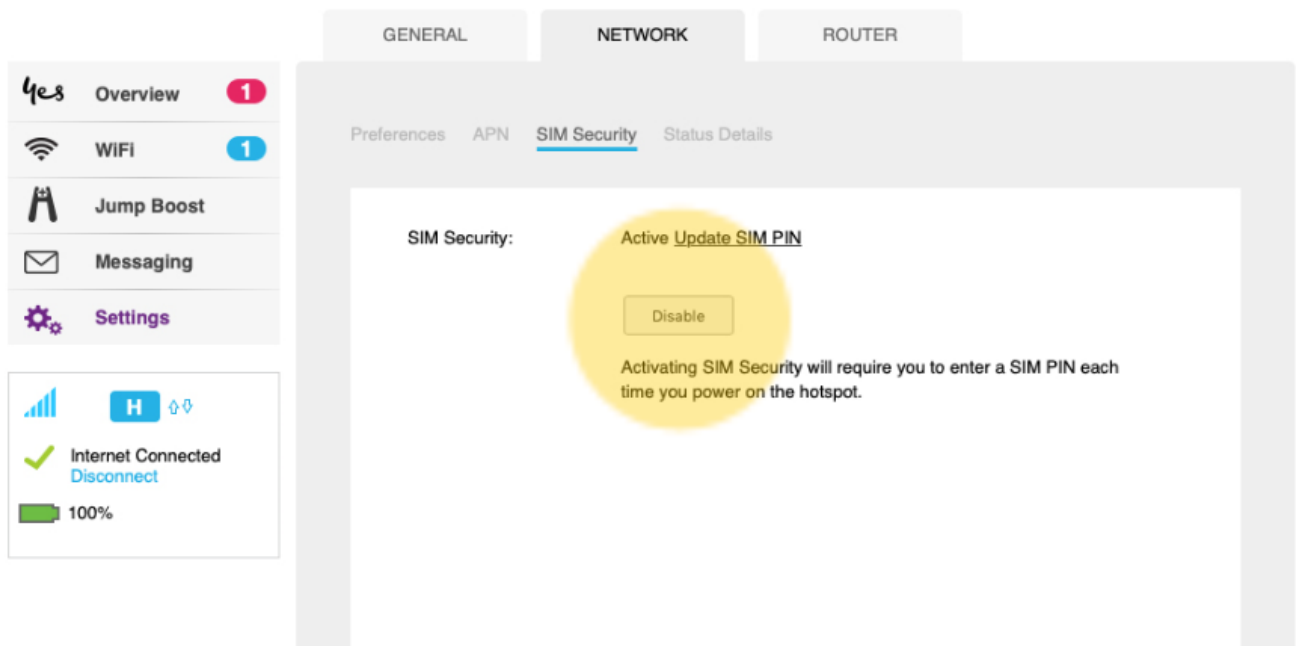 GENERAL NETWORK ROUTER
yes Overview 1
WiFi 1
Jump Boost
Messaging
Settings
Preferences APN SIM Security Status Details
SIM Security: Active Update SIM PIN
Disable
Activating SIM Security will require you to enter a SIM PIN each
time you power on the hotspot.
H
Internet Connected
Disconnect
100%